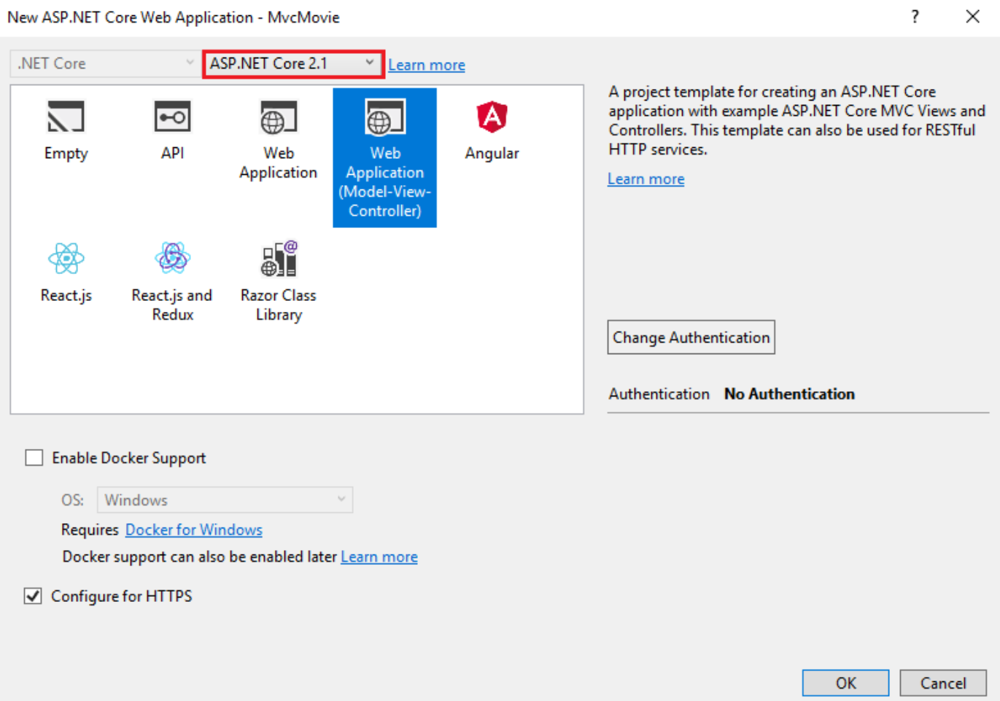 New ASP.NET Core Web Application - MvcMovie
?
.NET Core
ASP.NET Core 2.1
Learn more
Empty
API
Web
Application
Web
Application
(Model-View-
Controller)
Angular
React.js
React.js and
Redux
Razor Class
Library
A project template for creating an ASP.NET Core
application with example ASP.NET Core MVC Views and
Controllers. This template can also be used for RESTful
HTTP services.
Learn more
Change Authentication
Authentication No Authentication
Enable Docker Support
OS: Windows
Requires Docker for Windows
Docker support can also be enabled later Learn more
Configure for HTTPS
OK
Cancel